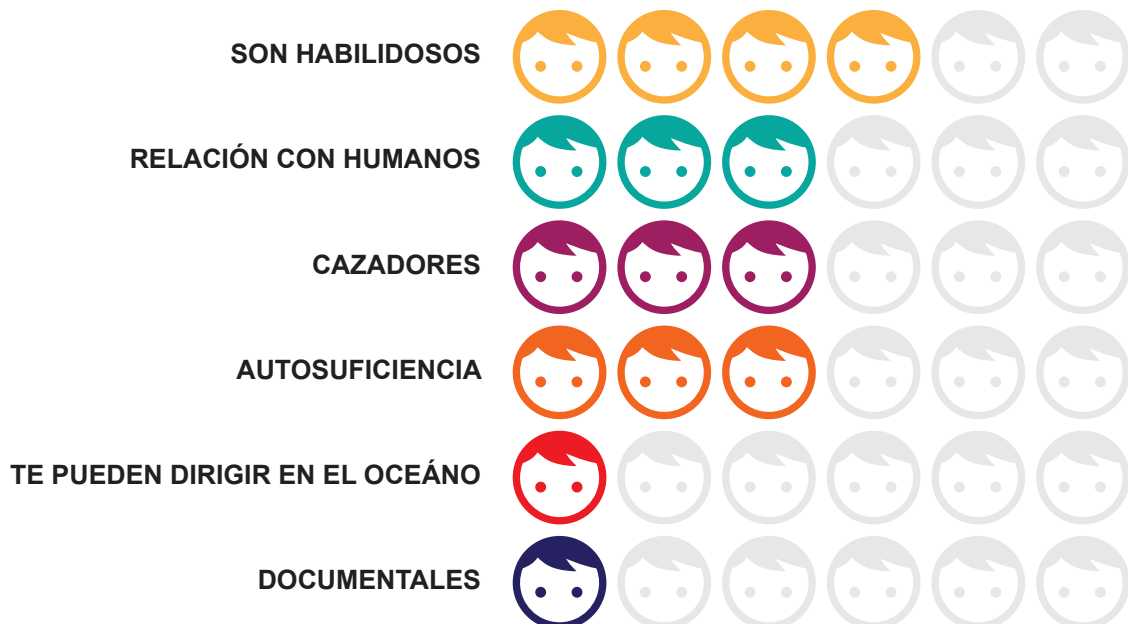 SON HABILIDOSOS
RELACIÓN CON HUMANOS
CAZADORES
AUTOSUFICIENCIA
TE PUEDEN DIRIGIR EN EL OCEÁNO
DOCUMENTALES